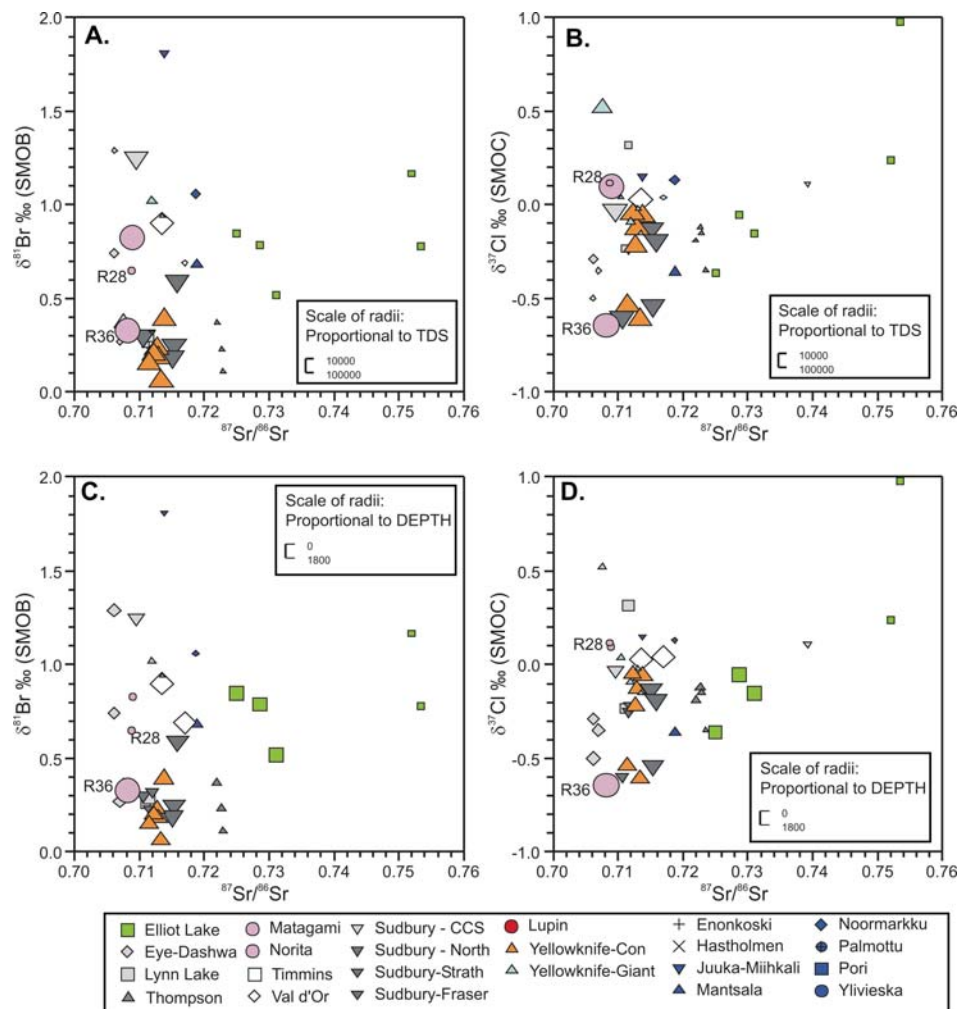 A.
2.0
1.5
1.0
0.5
0.0
δ81Br ‰ (SMOB)
R28
R36
Scale of radii:
Proportional to TDS
10000
100000
0.70 0.71 0.72 0.73 0.74 0.75 0.76
87Sr/86Sr
B.
1.0
0.5
0.0
-0.5
-1.0
δ37Cl ‰ (SMOC)
R28
R36
Scale of radii:
Proportional to TDS
10000
100000
0.70 0.71 0.72 0.73 0.74 0.75 0.76
87Sr/86Sr
C.
2.0
1.5
1.0
0.5
0.0
δ81Br ‰ (SMOB)
Scale of radii:
Proportional to DEPTH
0
1800
R28
R36
0.70 0.71 0.72 0.73 0.74 0.75 0.76
87Sr/86Sr
D.
1.0
0.5
0.0
-0.5
-1.0
δ37Cl ‰ (SMOC)
R28
R36
Scale of radii:
Proportional to DEPTH
0
1800
0.70 0.71 0.72 0.73 0.74 0.75 0.76
87Sr/86Sr
Elliot Lake
Eye-Dashwa
Lynn Lake
Thompson
Matagami
Norita
Timmins
Val d'Or
Sudbury - CCS
Sudbury - North
Sudbury-Strath
Sudbury-Fraser
Lupin
Yellowknife-Con
Yellowknife-Giant
Enonkoski
Hastholmen
Juuka-Miihkali
Mantsala
Noormarkku
Palmottu
Pori
Ylivieska